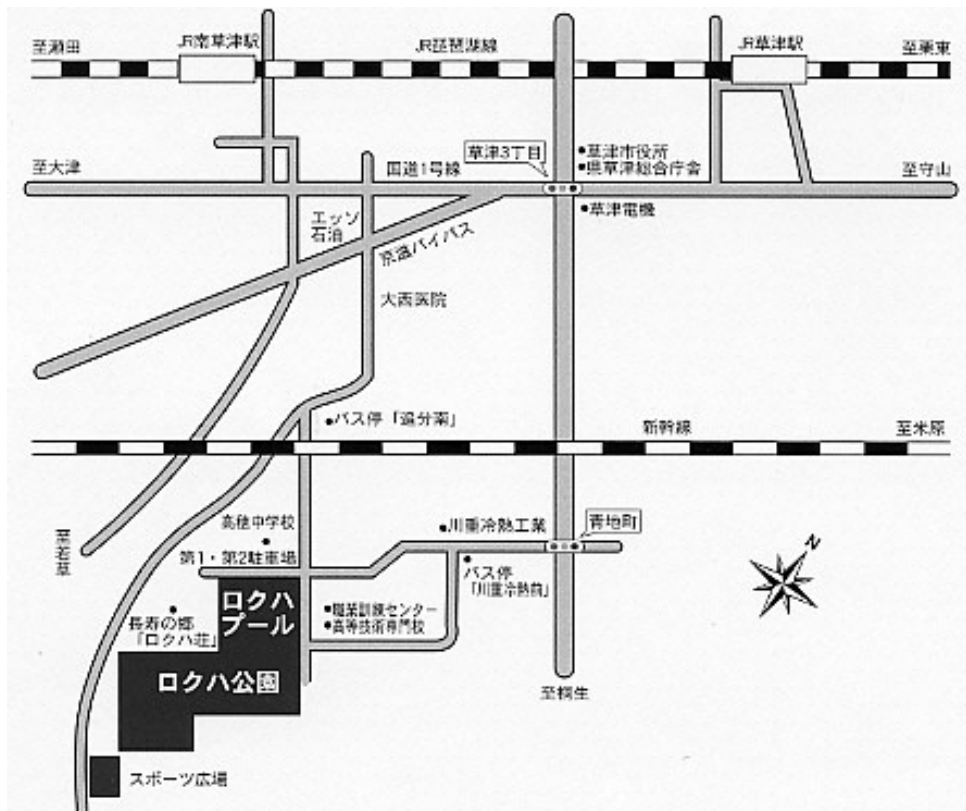 至瀬田
JR南草津駅
JR琵琶湖線
JR草津駅
至栗東
至大津
国道1号線
草津3丁目
草津市役所
県草津総合庁舎
至守山
草津電機
エッソ
石油
京滋バイパス
大西医院
バス停「追分南」
新幹線
至米原
至若草
高穂中学校
第1・第2駐車場
川重冷熱工業
青地町
バス停
「川重冷熱前」
N
ロクハ
プール
職業訓練センター
高等技術専門校
長寿の郷
「ロクハ荘」
ロクハ公園
至桐生
スポーツ広場